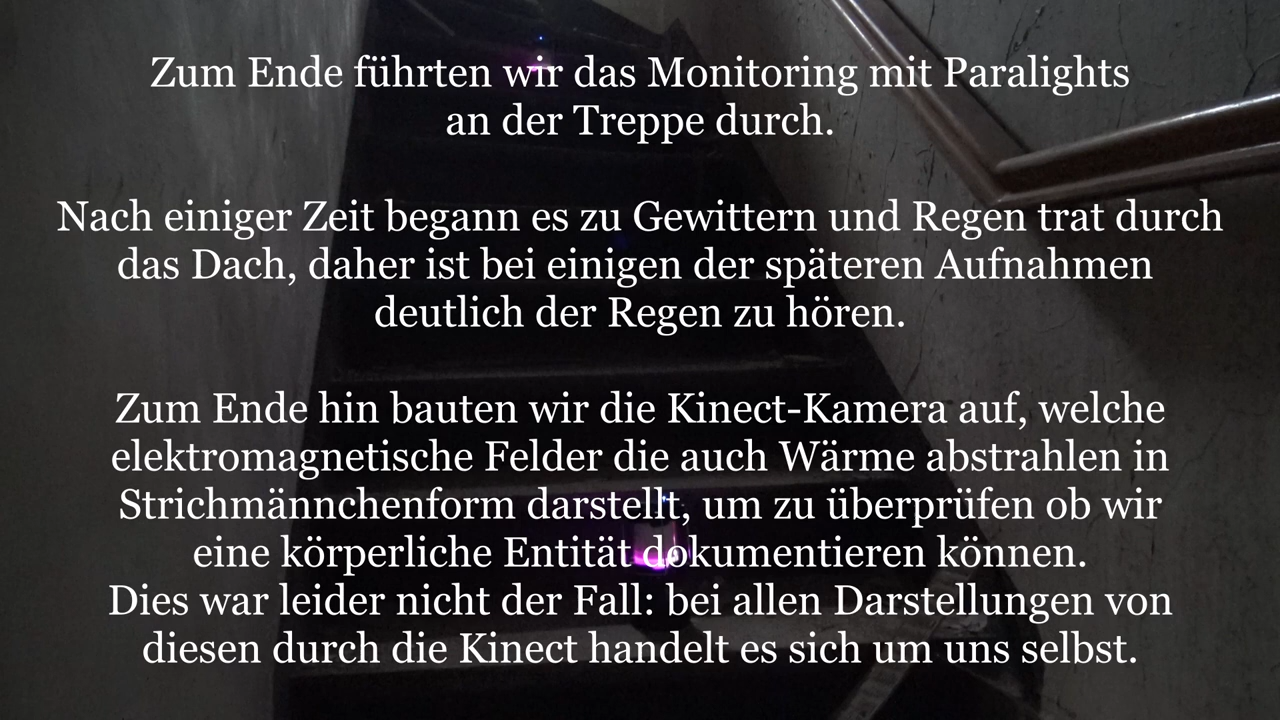 Zum Ende führten wir das Monitoring mit Paralights
an der Treppe durch.
Nach einiger Zeit begann es zu Gewittern und Regen trat durch
das Dach, daher ist bei einigen der späteren Aufnahmen
deutlich der Regen zu hören.
Zum Ende hin bauten wir die Kinect-Kamera auf, welche
elektromagnetische Felder die auch Wärme abstrahlen in
Strichmännchenform darstellt, um zu überprüfen ob wir
eine körperliche Entität dokumentieren können.
Dies war leider nicht der Fall: bei allen Darstellungen von
diesen durch die Kinect handelt es sich um uns selbst.